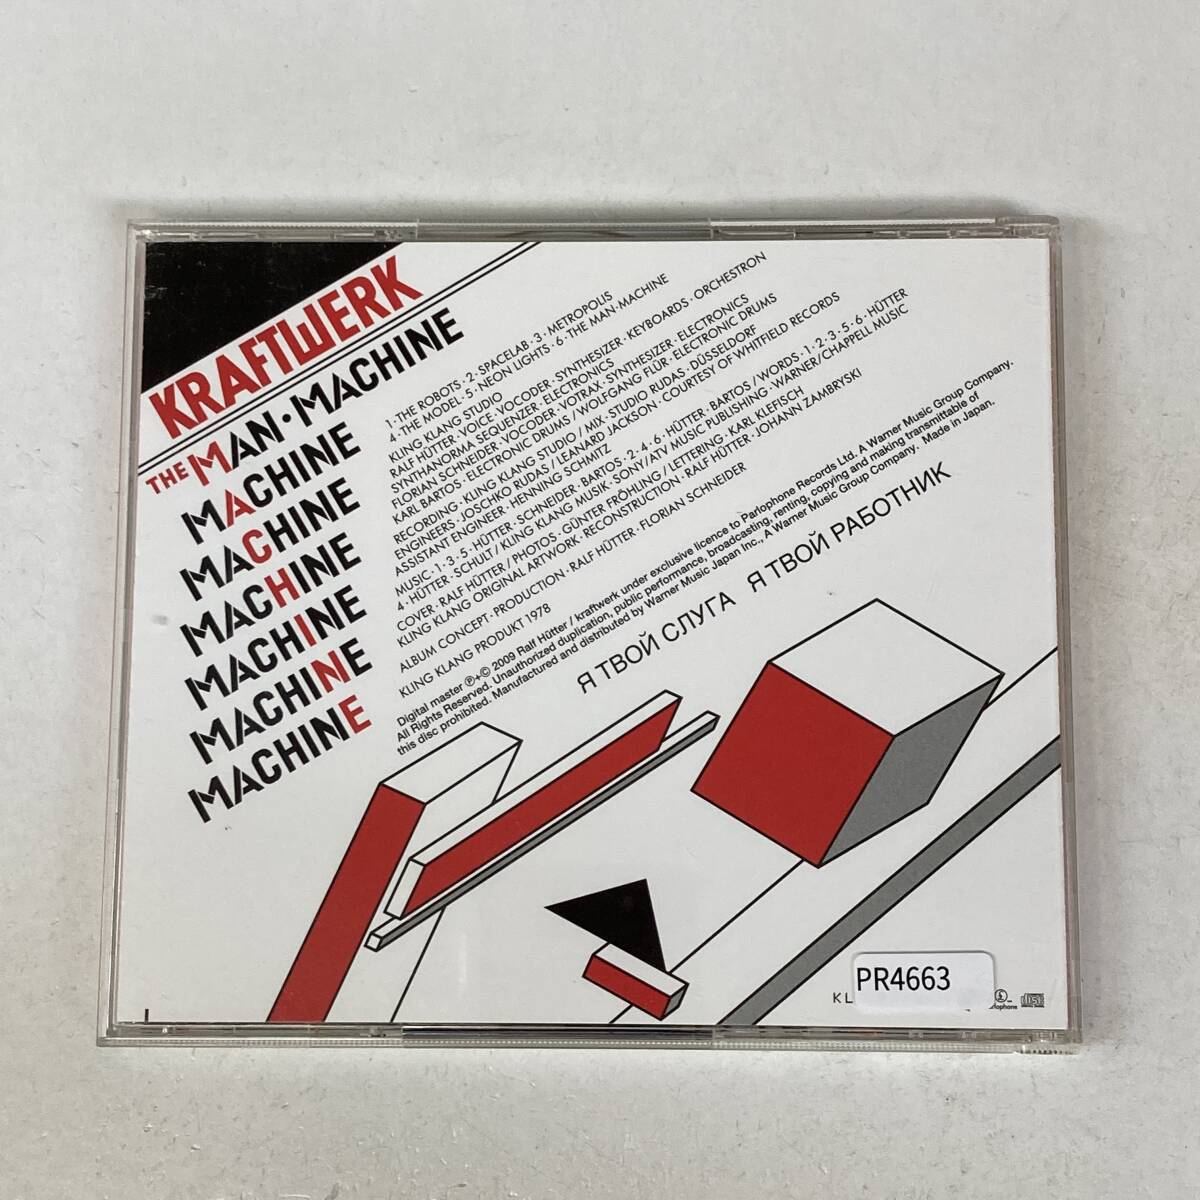 KRAFTWERK
THE MAN·MACHINE
MACHINE
MACHINE
MACHINE
MACHINE
MACHINE
MACHINE
1 · THE ROBOTS · 2 · SPACELAB · 3 · METROPOLIS
4 · THE MODEL · 5 · NEON LIGHTS · 6 · THE MAN·MACHINE
KLING KLANG STUDIO
RALF HÜTTER · VOICE · VOCODER · SYNTHESIZER · KEYBOARDS · ORCHESTRON
SYNTHANORMA SEQUENZER · ELECTRONICS
FLORIAN SCHNEIDER · VOCODER · VOTRAX · SYNTHESIZER · ELECTRONICS
KARL BARTOS · ELECTRONIC DRUMS / WOLFGANG FLÜR · ELECTRONIC DRUMS
RECORDING · KLING KLANG STUDIO / MIX · STUDIO RUDAS · DÜSSELDORF
ENGINEERS · JOSCHKO RUDAS / LEANARD JACKSON · COURTESY OF WHITFIELD RECORDS
ASSISTANT ENGINEER · HENNING SCHMITZ
MUSIC · 1 · 3 · 5 · HÜTTER · SCHNEIDER · BARTOS · 2 · 4 · 6 · HÜTTER · BARTOS / WORDS · 1 · 2 · 3 · 5 · 6 · HÜTTER
4 · HÜTTER · SCHULT / KLING KLANG MUSIK · SONY/ATV MUSIC PUBLISHING · WARNER/CHAPPELL MUSIC
COVER · RALF HÜTTER / PHOTOS · GÜNTER FRÖHLING / LETTERING · KARL KLEFISCH
KLING KLANG ORIGINAL ARTWORK · RECONSTRUCTION · RALF HÜTTER · JOHANN ZAMBRYSKI
ALBUM CONCEPT · PRODUCTION · RALF HÜTTER · FLORIAN SCHNEIDER
KLING KLANG PRODUKT 1978
Digital master ℗+© 2009 Ralf Hütter / kraftwerk under exclusive licence to Parlophone Records Ltd. A Warner Music Group Company.
All Rights Reserved. Unauthorized duplication, public performance, broadcasting, renting, copying and making transmittable of
this disc prohibited. Manufactured and distributed by Warner Music Japan Inc., A Warner Music Group Company. Made in Japan.
Я ТВОЙ СЛУГА Я ТВОЙ РАБОТНИК
KL
PR4663